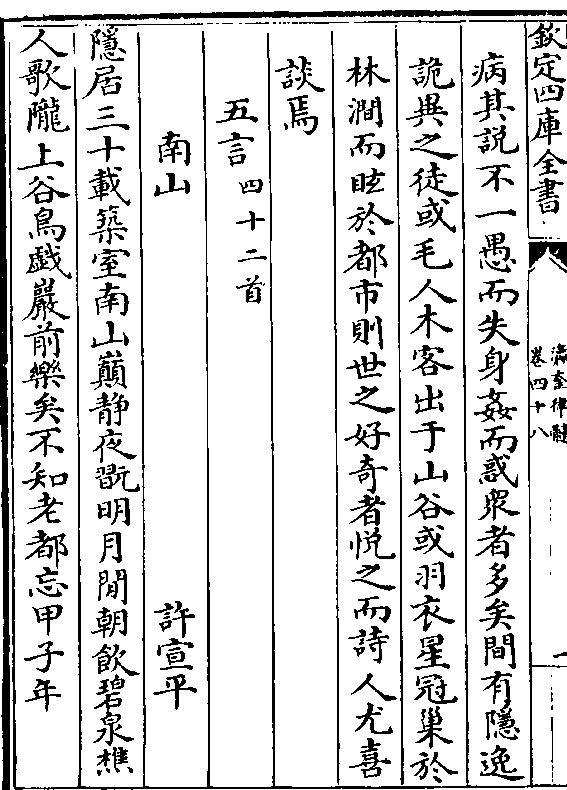 欽定四庫全書
瀛奎律髓
卷四十八
一
病其說不一愚而失身姦而惑衆者多矣間有隱逸
詭異之徒或毛人木客出于山谷或羽衣星冠巢於
林澗而眩於都市則世之好奇者悅之而詩人尤喜
談焉
五言四十二首
南山 許宣平
隱居三十載築室南山巔静夜翫明月閒朝飲碧泉樵
人歌隴上谷鳥戯巖前樂矣不知老都忘甲子年